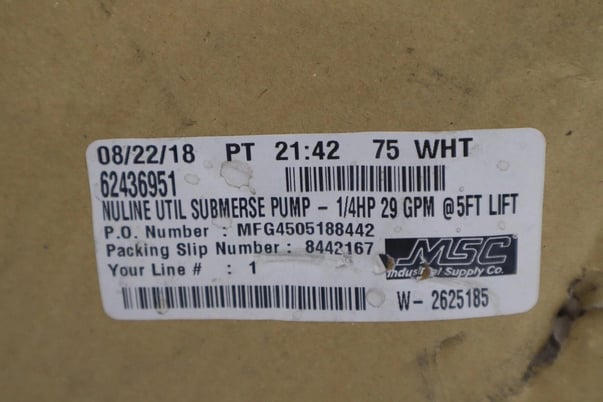 08/22/18 PT 21:42 75 WHT
62436951
NULINE UTIL SUBMERSE PUMP - 1/4HP 29 GPM @5FT LIFT
P.O. Number : MFG4505188442
Packing Slip Number : 8442167
Your Line # : 1
MSC
Industrial Supply Co.
W- 2625185